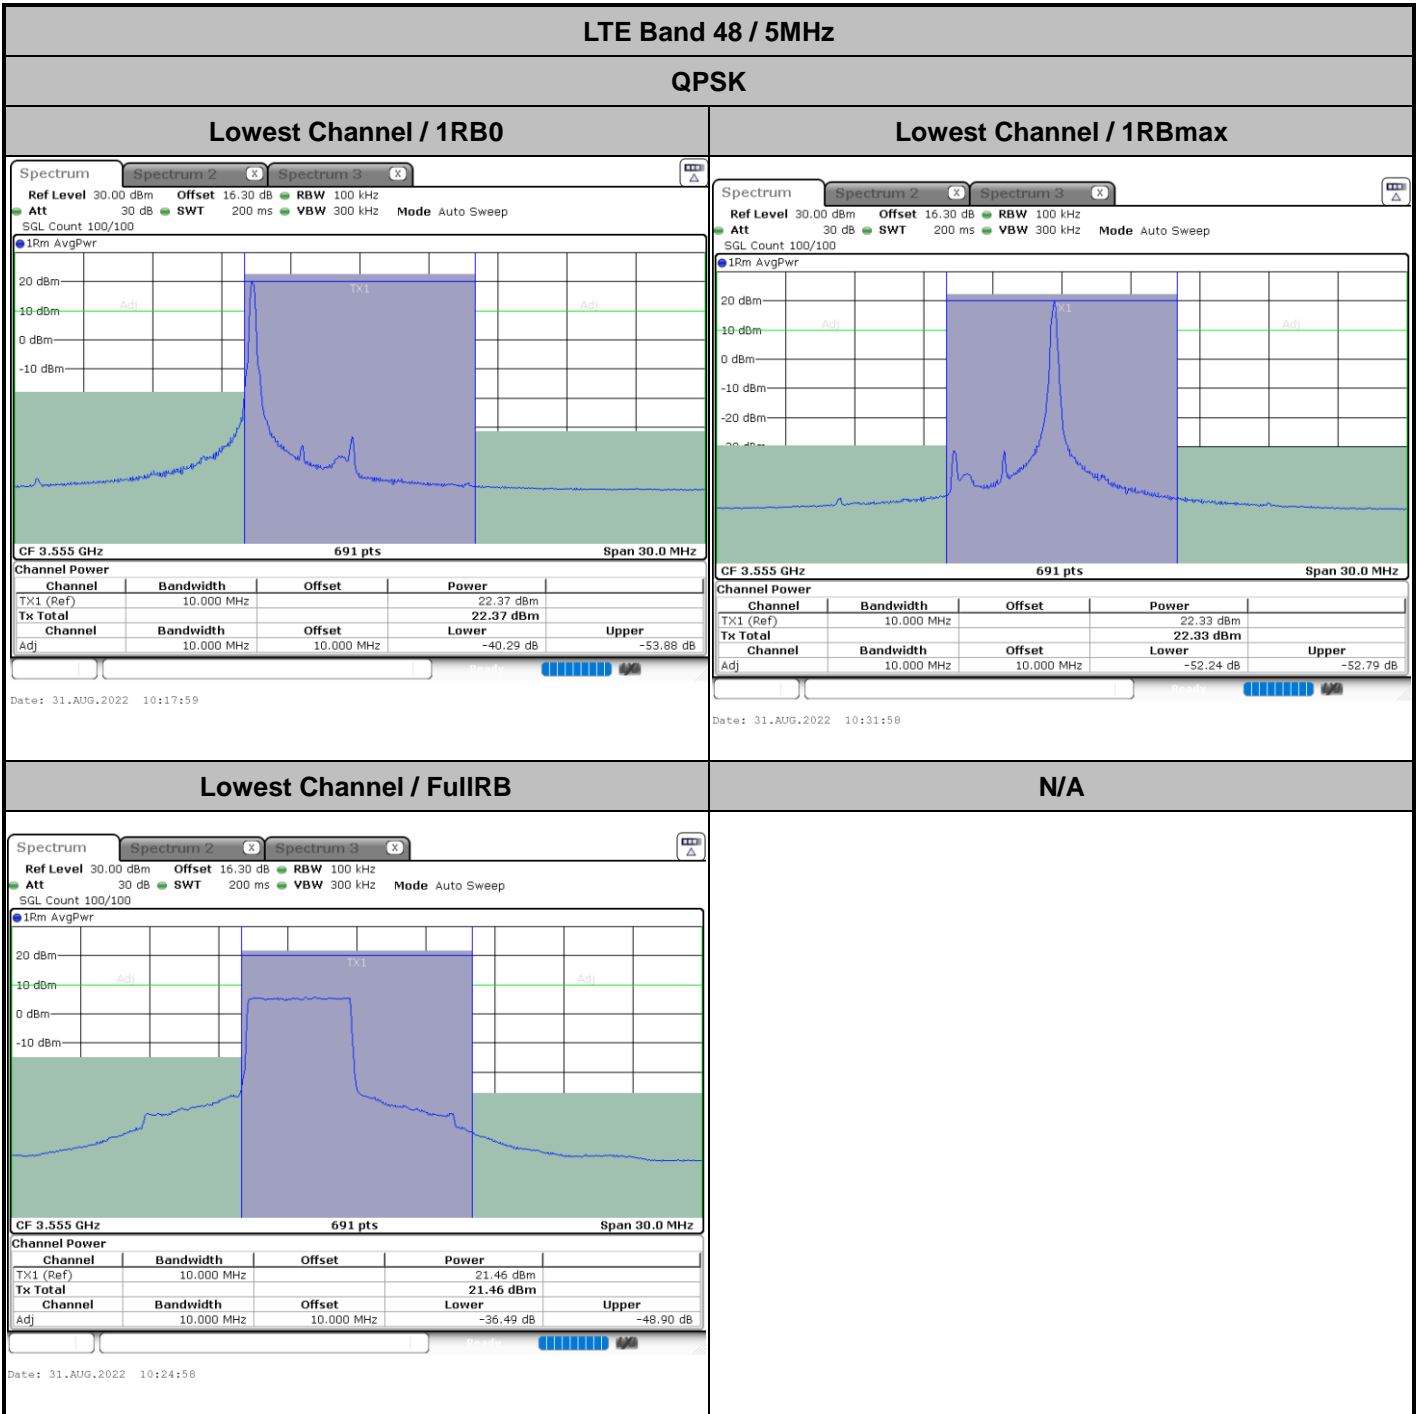 LTE Band 48 / 5MHz
QPSK
Lowest Channel / 1RB0
Lowest Channel / 1RBmax
Spectrum Spectrum 2 X Spectrum 3 X
Ref Level 30.00 dBm Offset 16.30 dB RBW 100 kHz
Att 30 dB SWT 200 ms VBW 300 kHz Mode Auto Sweep
SGL Count 100/100
1Rm AvgPwr
TX1
Adj
Adj
20 dBm
10 dBm
0 dBm
-10 dBm
CF 3.555 GHz 691 pts Span 30.0 MHz
Channel Power
Channel Bandwidth Offset Power
TX1 (Ref) 10.000 MHz 22.37 dBm
Tx Total 22.37 dBm
Channel Bandwidth Offset Lower Upper
Adj 10.000 MHz 10.000 MHz -40.29 dB -53.88 dB
Ready
Date: 31.AUG.2022 10:17:59
Spectrum Spectrum 2 X Spectrum 3 X
Ref Level 30.00 dBm Offset 16.30 dB RBW 100 kHz
Att 30 dB SWT 200 ms VBW 300 kHz Mode Auto Sweep
SGL Count 100/100
1Rm AvgPwr
TX1
Adj
Adj
20 dBm
10 dBm
0 dBm
-10 dBm
-20 dBm
CF 3.555 GHz 691 pts Span 30.0 MHz
Channel Power
Channel Bandwidth Offset Power
TX1 (Ref) 10.000 MHz 22.33 dBm
Tx Total 22.33 dBm
Channel Bandwidth Offset Lower Upper
Adj 10.000 MHz 10.000 MHz -52.24 dB -52.79 dB
Ready
Date: 31.AUG.2022 10:31:58
Lowest Channel / FullRB
N/A
Spectrum Spectrum 2 X Spectrum 3 X
Ref Level 30.00 dBm Offset 16.30 dB RBW 100 kHz
Att 30 dB SWT 200 ms VBW 300 kHz Mode Auto Sweep
SGL Count 100/100
1Rm AvgPwr
TX1
Adj
Adj
20 dBm
10 dBm
0 dBm
-10 dBm
CF 3.555 GHz 691 pts Span 30.0 MHz
Channel Power
Channel Bandwidth Offset Power
TX1 (Ref) 10.000 MHz 21.46 dBm
Tx Total 21.46 dBm
Channel Bandwidth Offset Lower Upper
Adj 10.000 MHz 10.000 MHz -36.49 dB -48.90 dB
Ready
Date: 31.AUG.2022 10:24:58